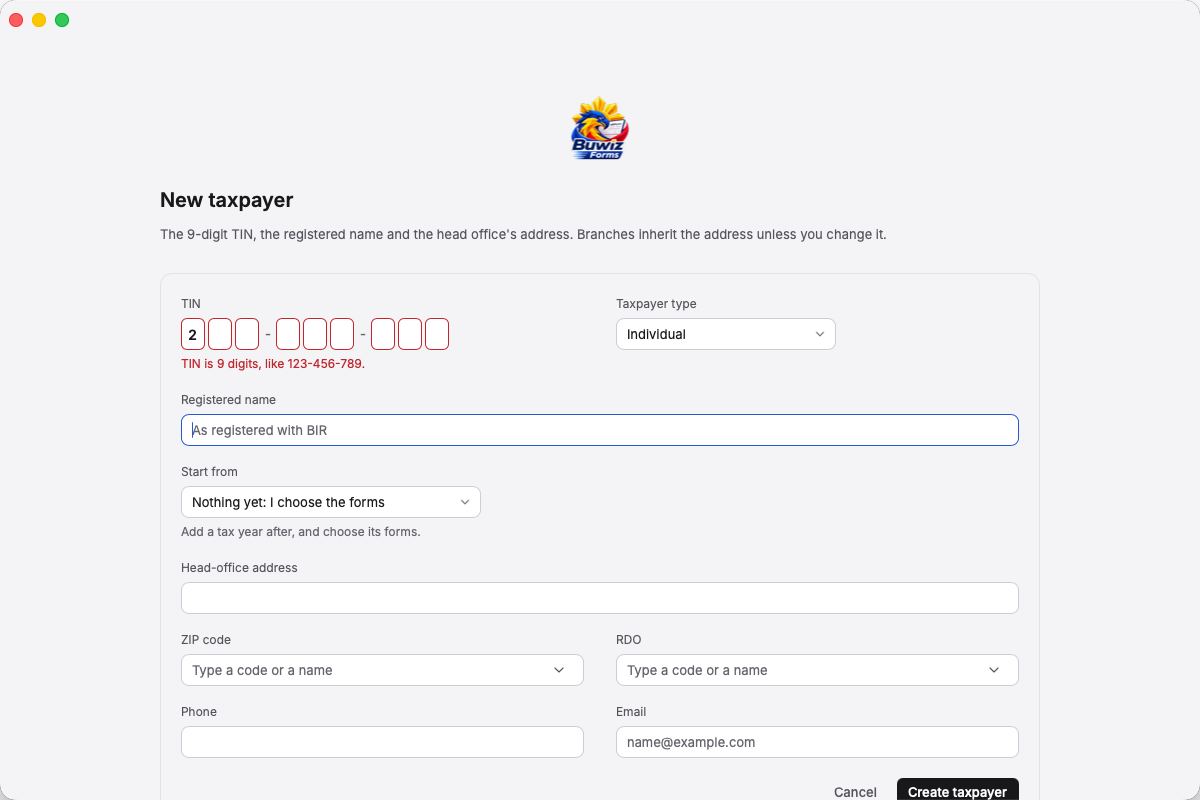 Buwiz
Forms
New taxpayer
The 9-digit TIN, the registered name and the head office's address. Branches inherit the address unless you change it.
TIN
Taxpayer type
2 - -
Individual
TIN is 9 digits, like 123-456-789.
Registered name
As registered with BIR
Start from
Nothing yet: I choose the forms
Add a tax year after, and choose its forms.
Head-office address
ZIP code
RDO
Type a code or a name
Type a code or a name
Phone
Email
name@example.com
Cancel
Create taxpayer